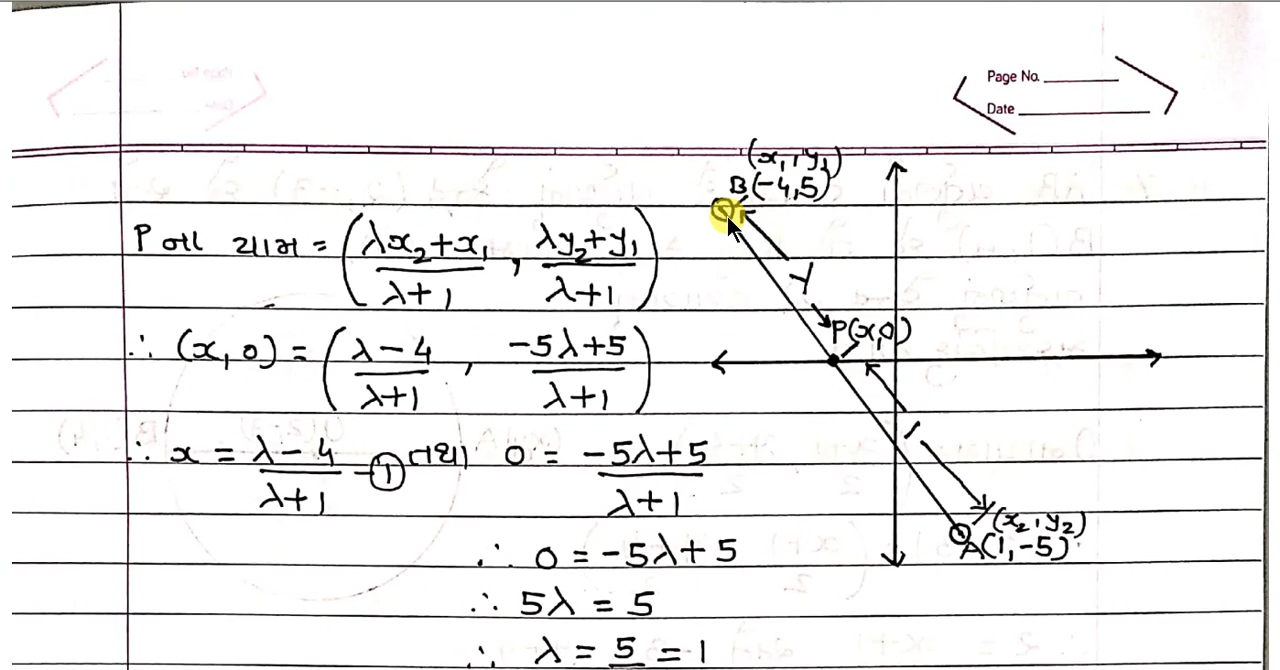 Page No.
Date
(x₁, y₁)
B(-4,5)
P ના યામ = ( (λx₂+x₁)/(λ+1) , (λy₂+y₁)/(λ+1) )
P(x,0)
∴ (x, 0) = ( (λ-4)/(λ+1) , (-5λ+5)/(λ+1) )
∴ x = (λ-4)/(λ+1) -① તથા 0 = (-5λ+5)/(λ+1)
(x₂, y₂)
A(1,-5)
∴ 0 = -5λ+5
∴ 5λ = 5
∴ λ = 5 = 1